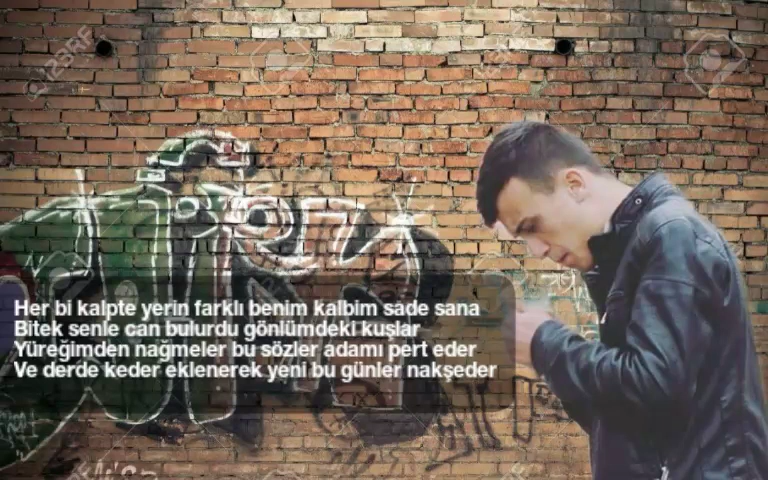 123RF
Her bi kalpte yerin farklı benim kalbim sade sana
Bitek senle can bulurdu gönlümdeki kuşlar
Yüreğimden nağmeler bu sözler adamı pert eder
Ve derde keder eklenerek yeni bu günler nakşeder